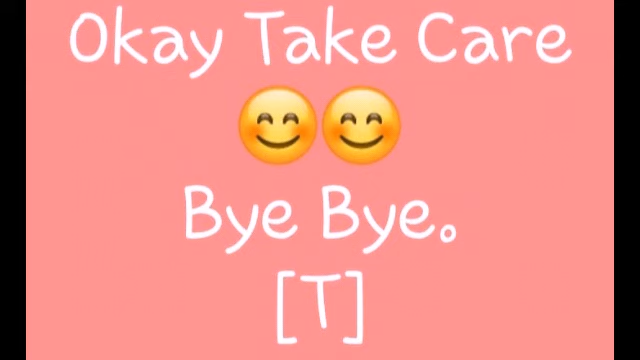 Okay Take Care
😊😊
Bye Bye。
[T]